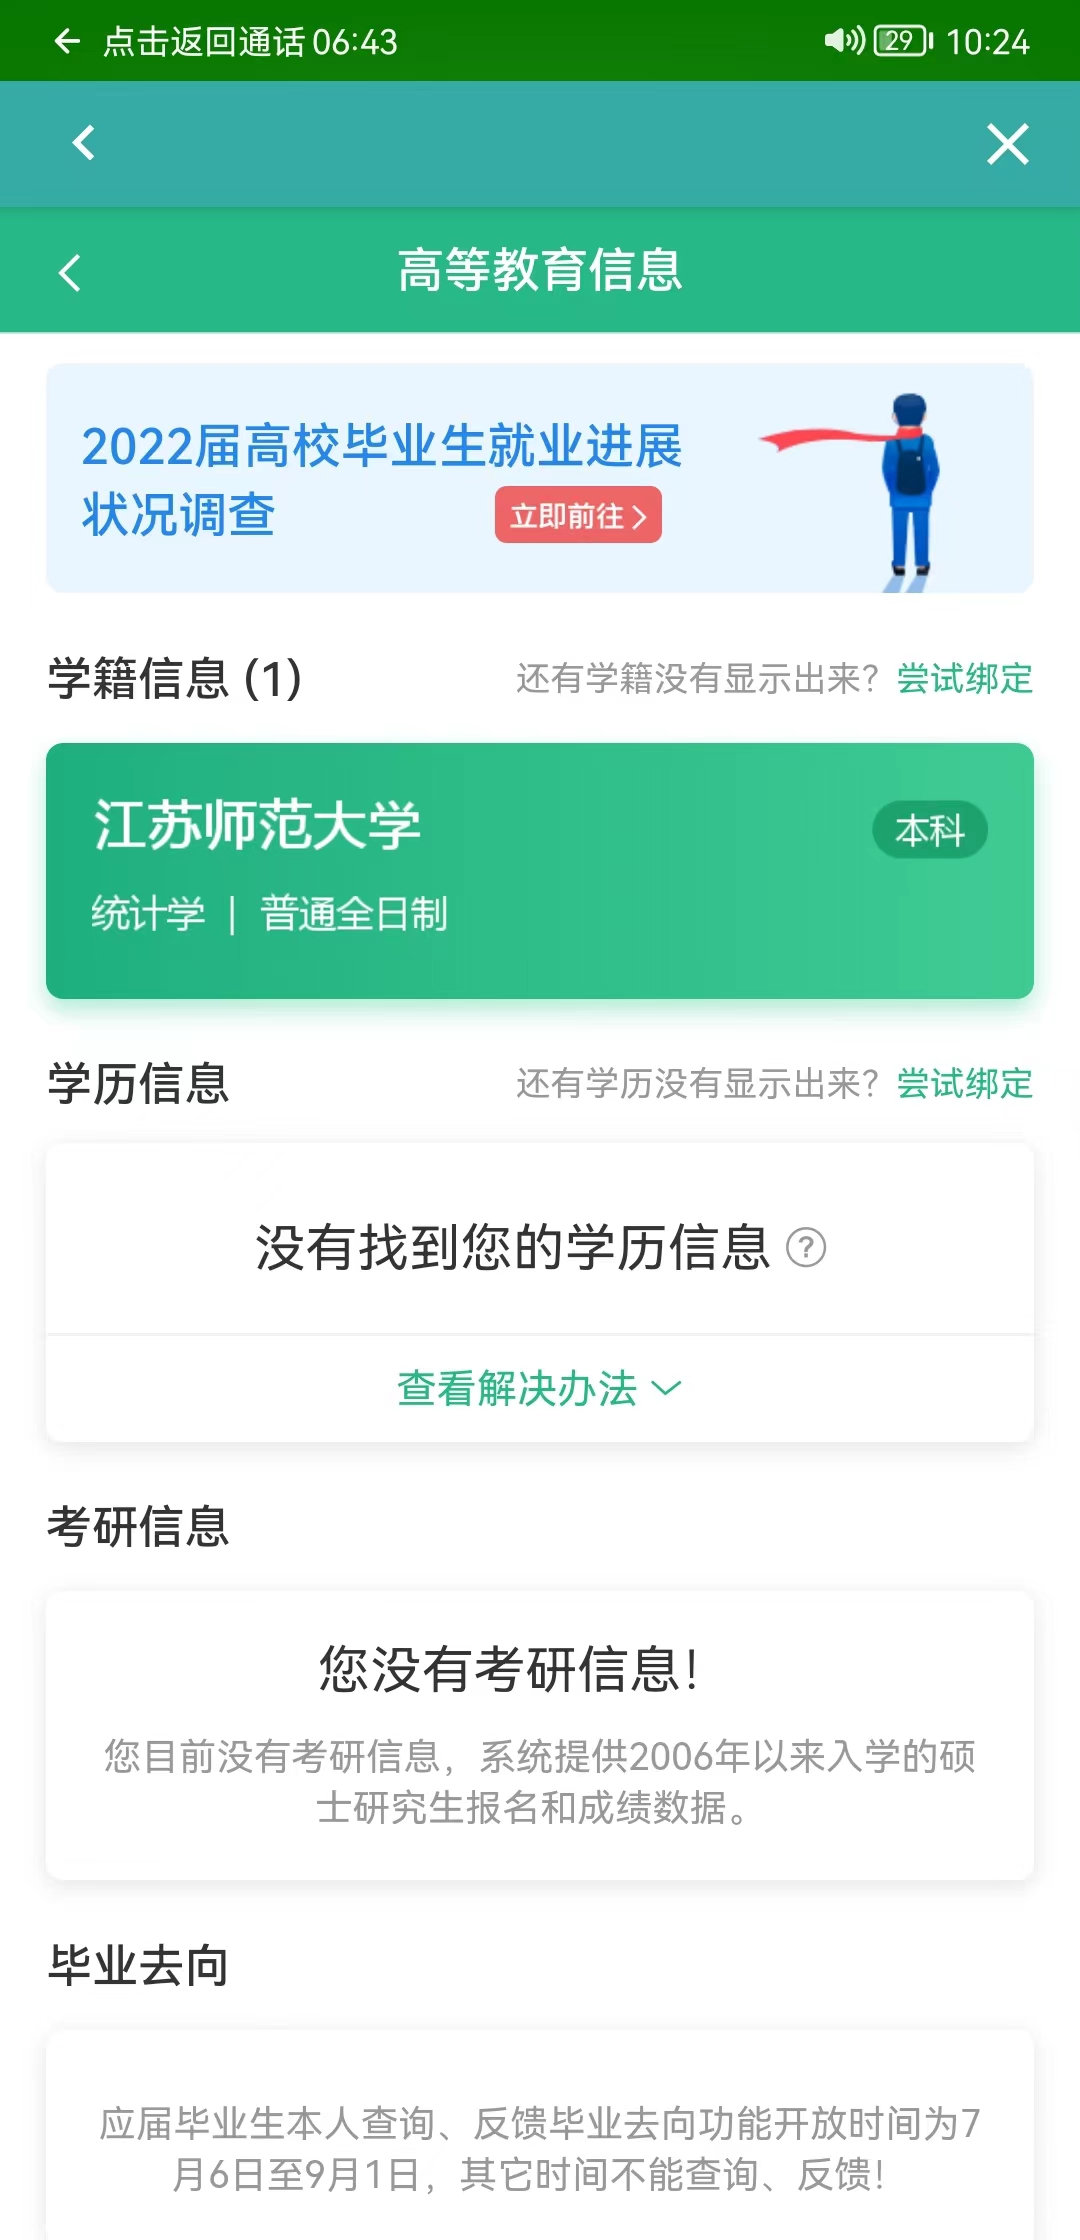 点击返回通话 06:43
29
10:24
高等教育信息
2022届高校毕业生就业进展
状况调查
立即前往
学籍信息 (1)
还有学籍没有显示出来？ 尝试绑定
江苏师范大学
本科
统计学 | 普通全日制
学历信息
还有学历没有显示出来？ 尝试绑定
没有找到您的学历信息 ?
查看解决办法
考研信息
您没有考研信息！
您目前没有考研信息，系统提供2006年以来入学的硕
士研究生报名和成绩数据。
毕业去向
应届毕业生本人查询、反馈毕业去向功能开放时间为7
月6日至9月1日，其它时间不能查询、反馈！